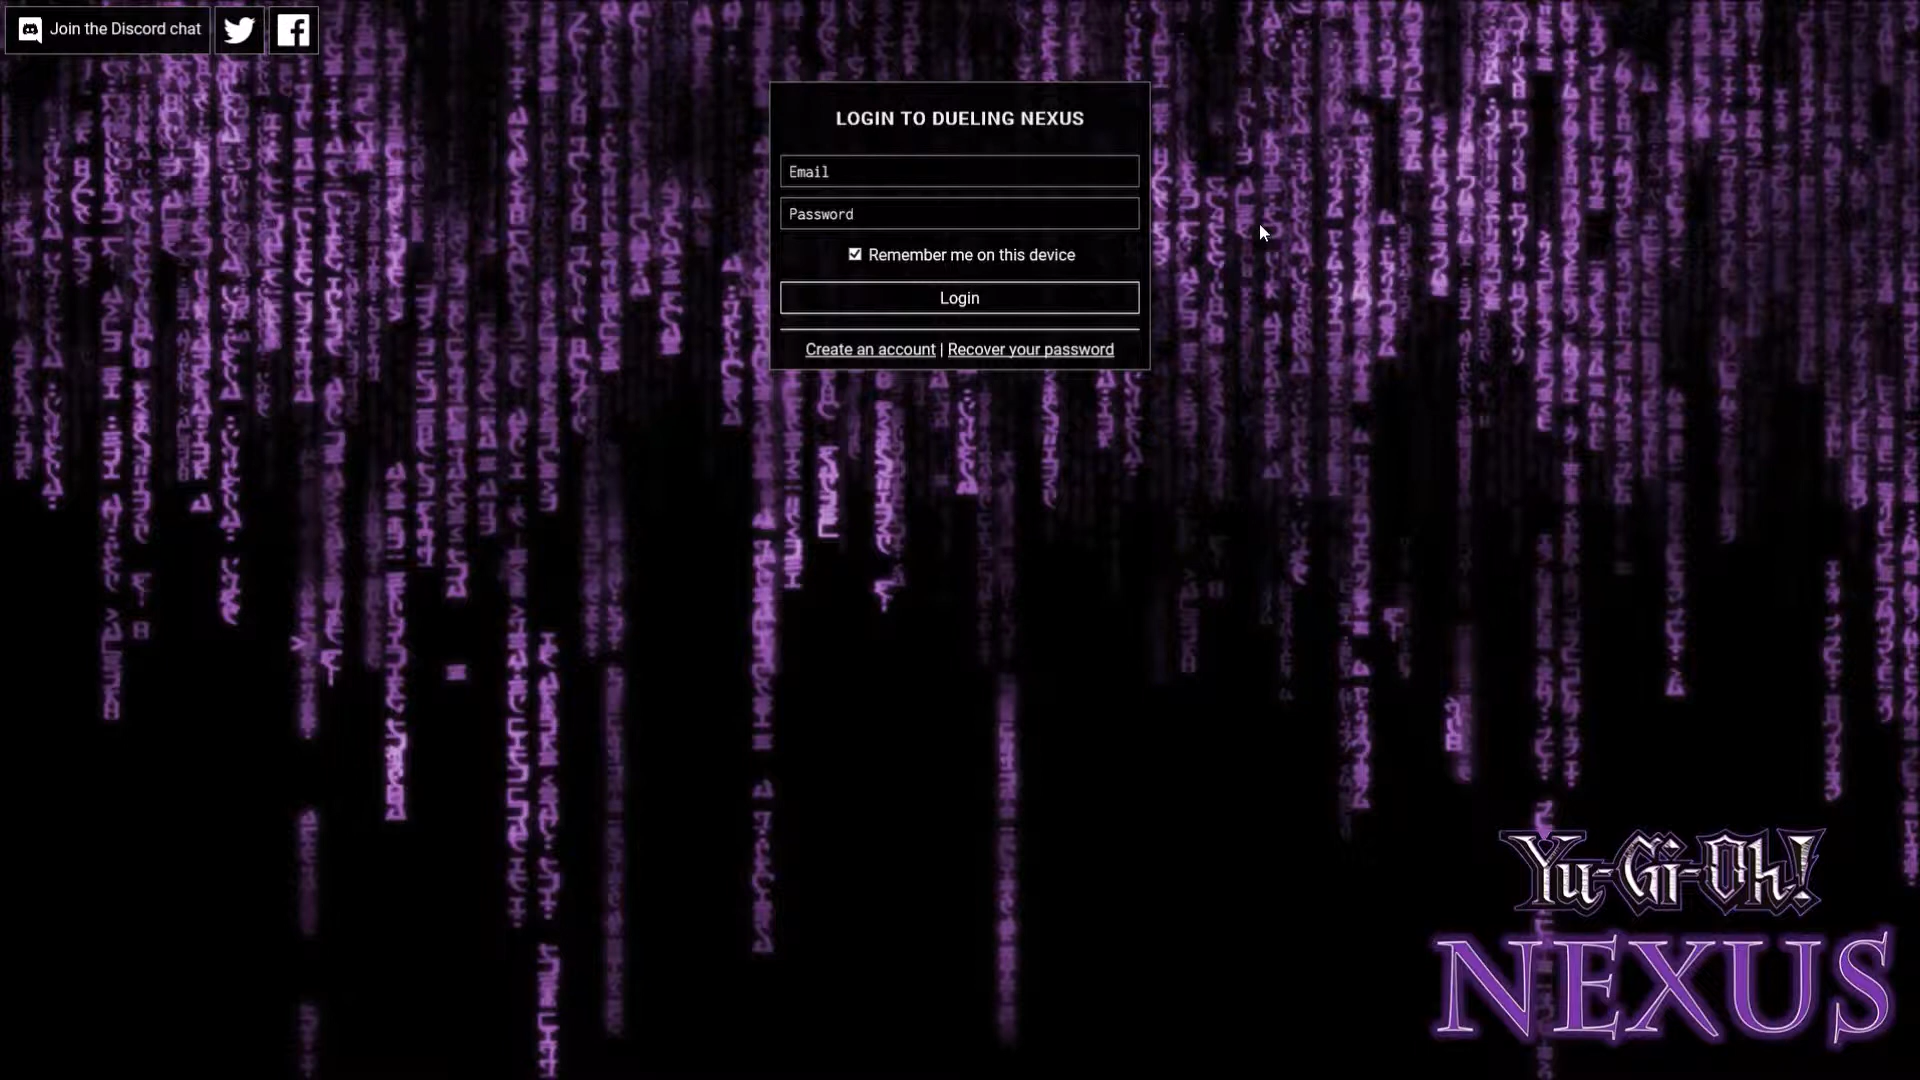 Join the Discord chat
LOGIN TO DUELING NEXUS
Email
Password
Remember me on this device
Login
Create an account | Recover your password
Yu-Gi-Oh!
NEXUS